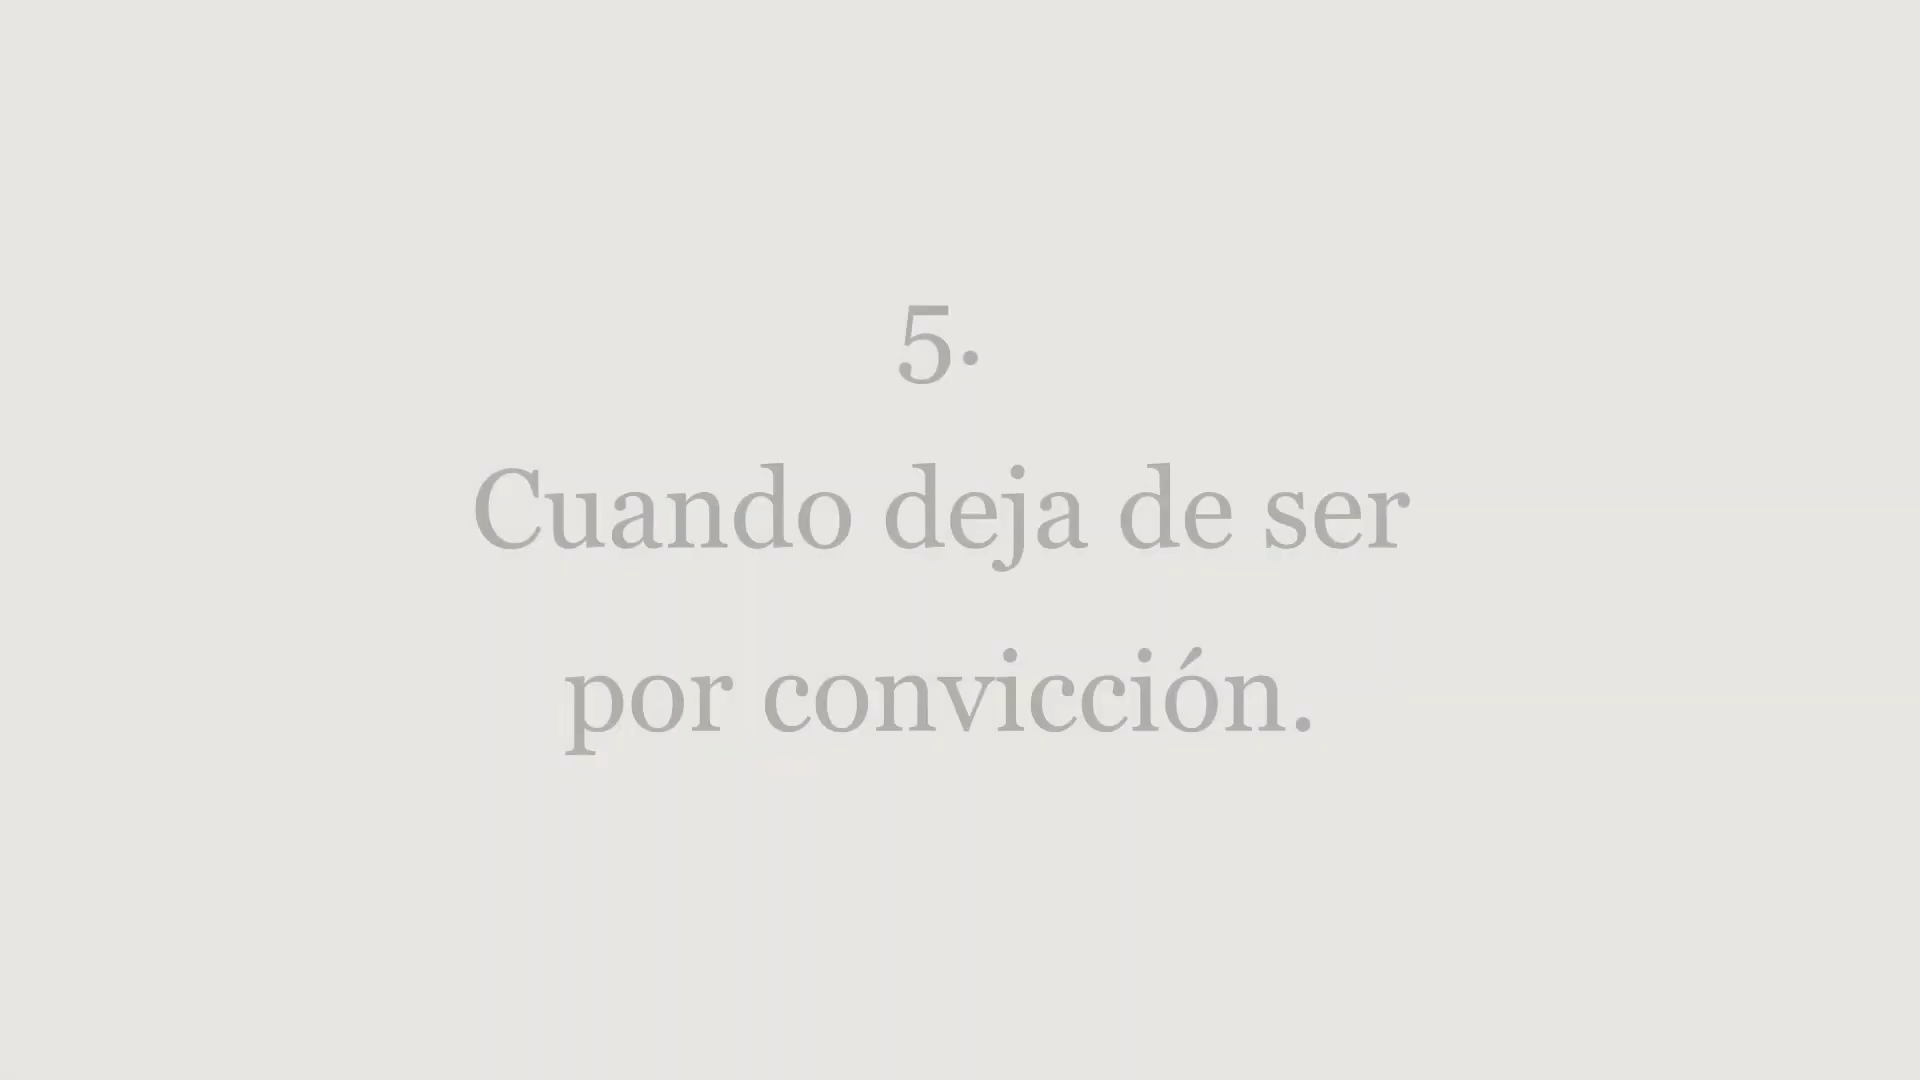 5.
Cuando deja de ser
por convicción.